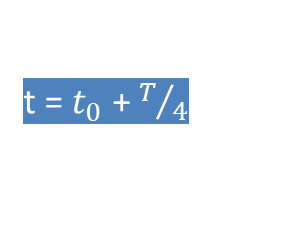 t = t₀ + T/4